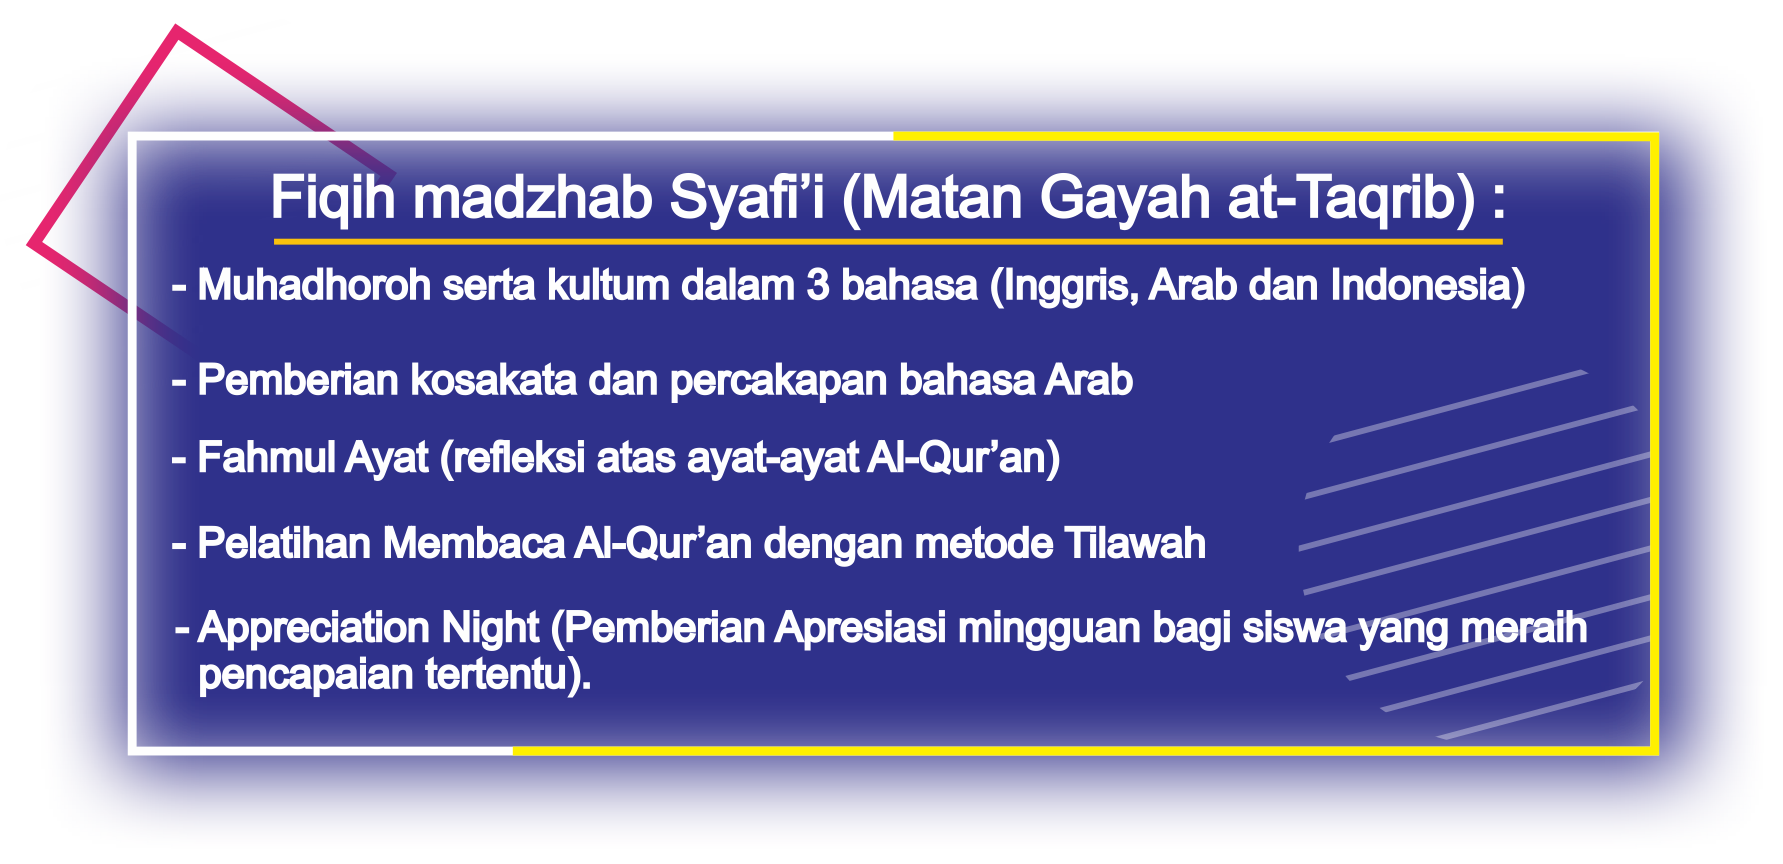 Fiqih madzhab Syafi’i (Matan Gayah at-Taqrib) :
- Muhadhoroh serta kultum dalam 3 bahasa (Inggris, Arab dan Indonesia)
- Pemberian kosakata dan percakapan bahasa Arab
- Fahmul Ayat (refleksi atas ayat-ayat Al-Qur’an)
- Pelatihan Membaca Al-Qur’an dengan metode Tilawah
- Appreciation Night (Pemberian Apresiasi mingguan bagi siswa yang meraih
pencapaian tertentu).